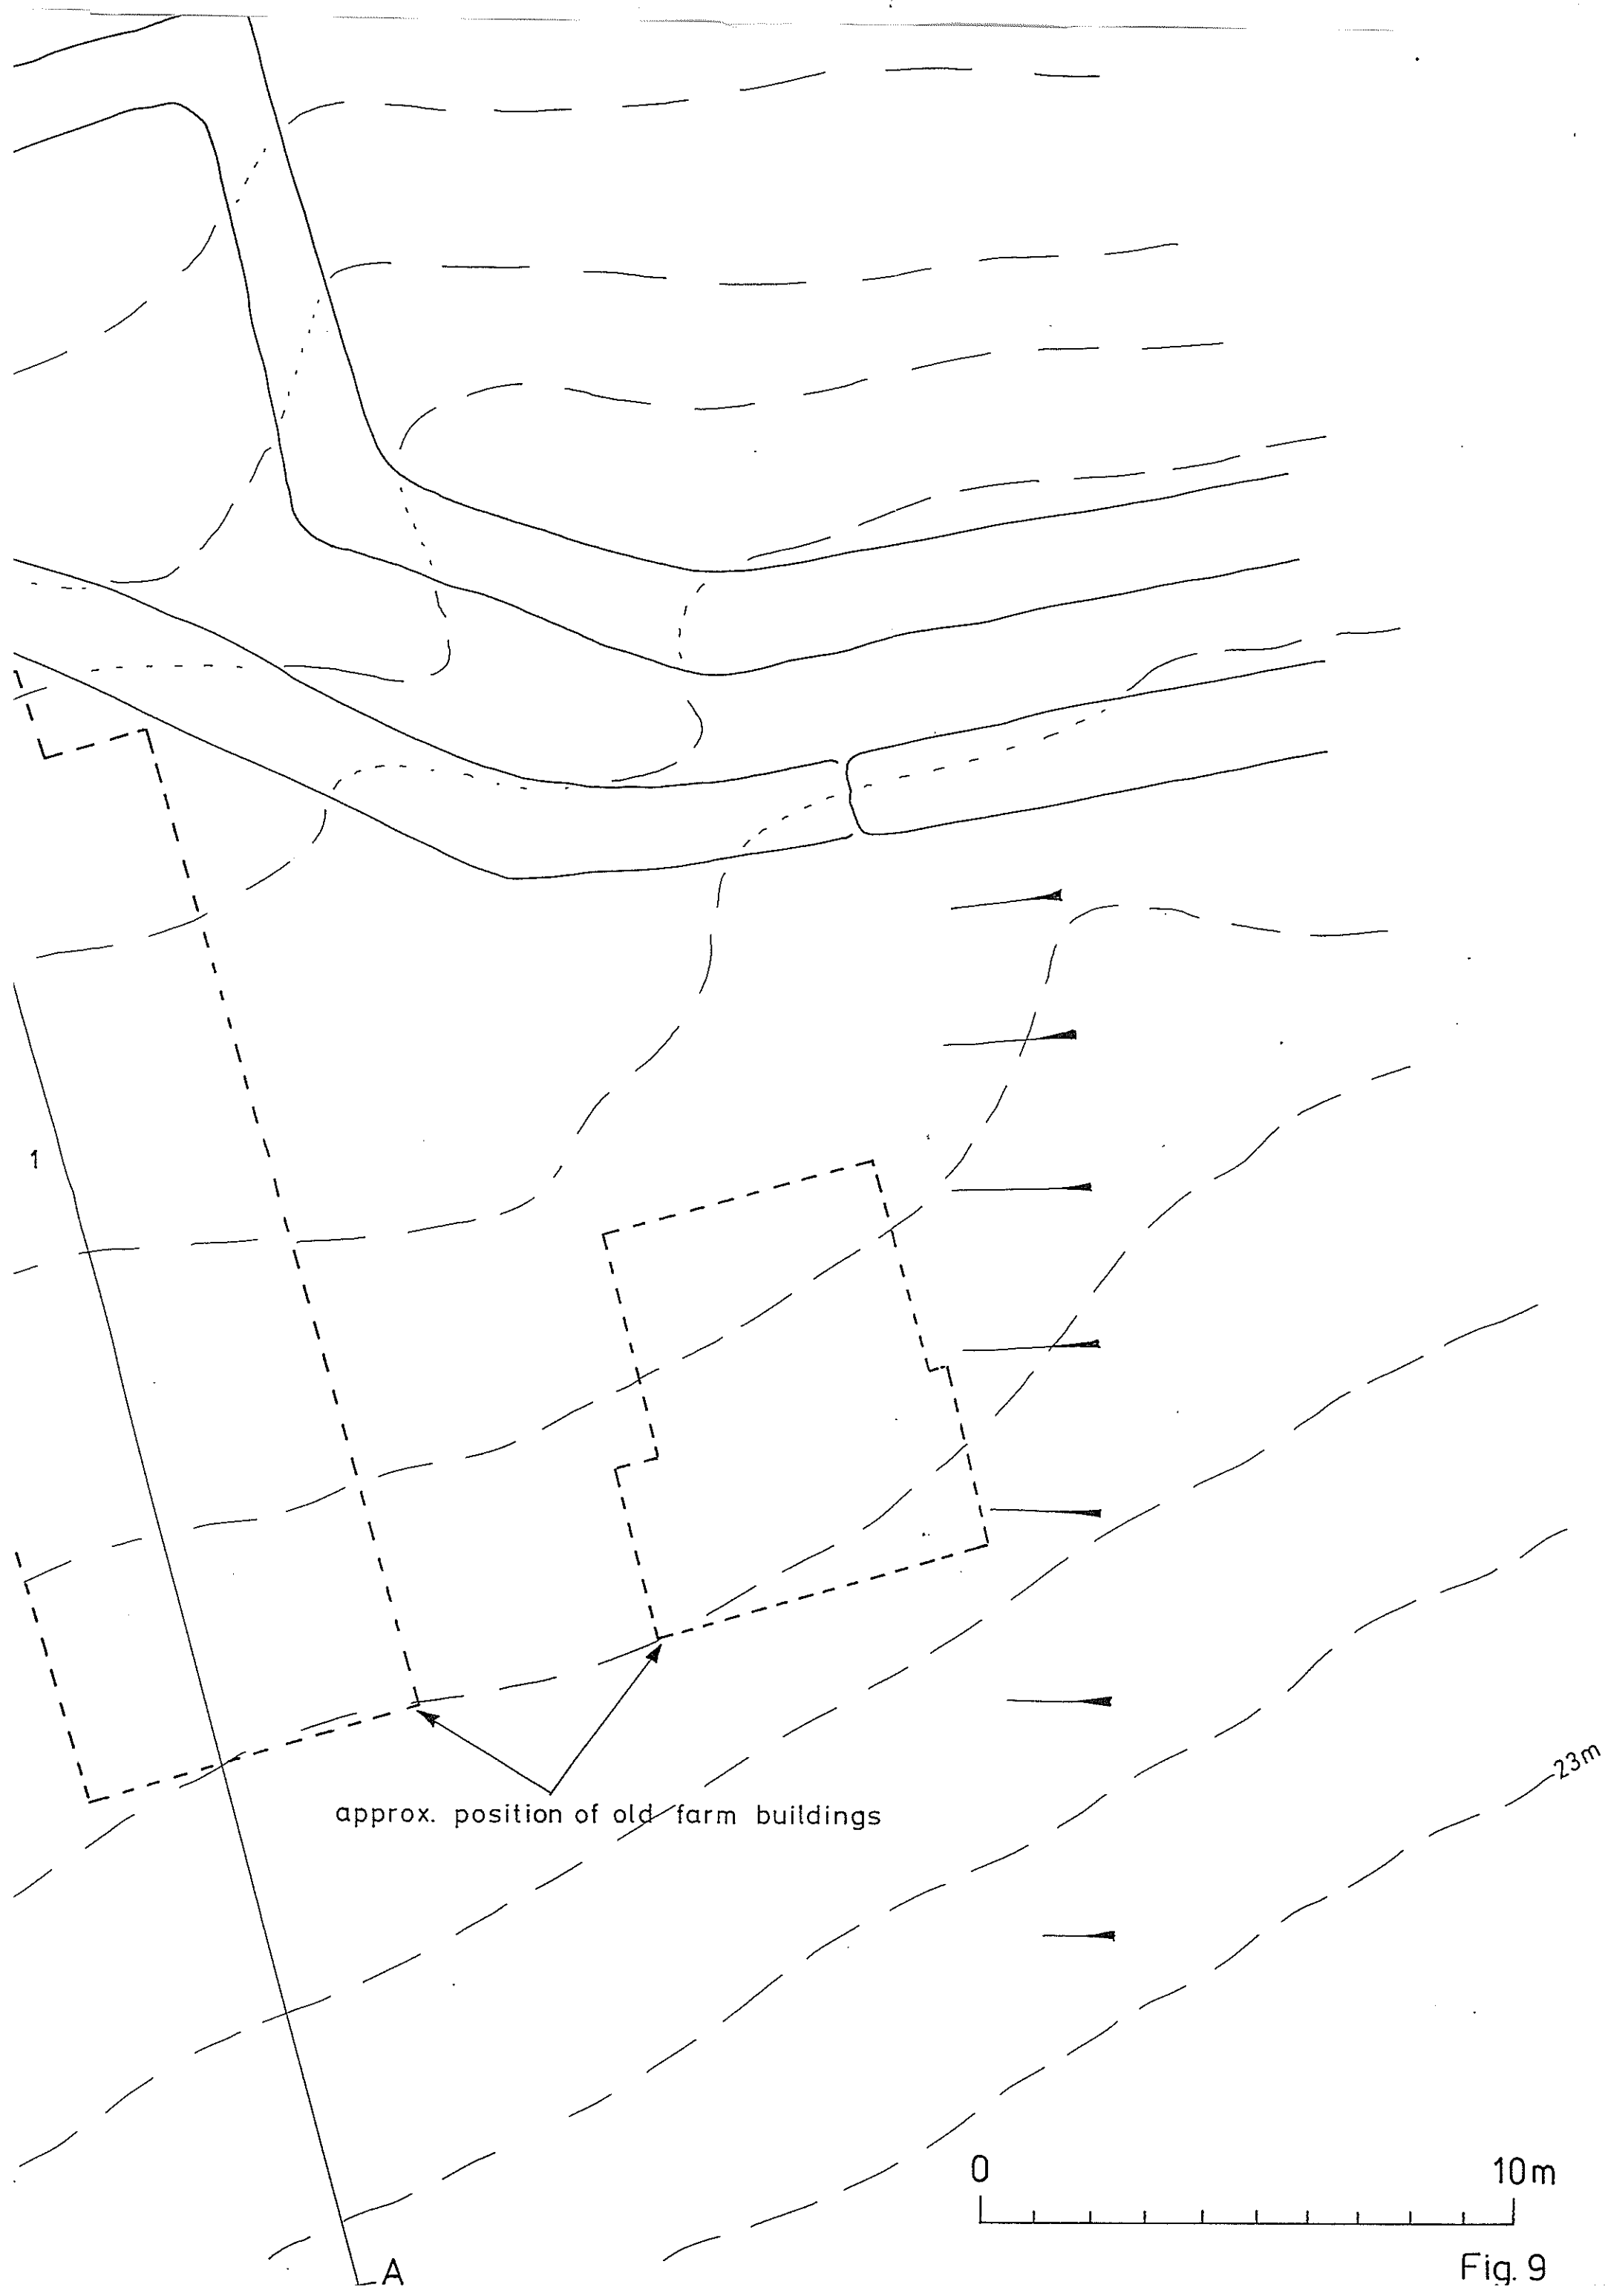 1
23m
approx. position of old farm buildings
0 10m
A
Fig. 9